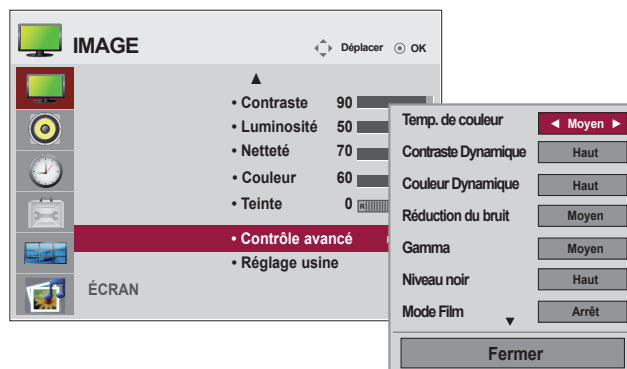 IMAGE
Déplacer OK
• Contraste 90
• Luminosité 50
• Netteté 70
• Couleur 60
• Teinte 0 R
• Contrôle avancé
• Réglage usine
ÉCRAN
Temp. de couleur ◄ Moyen ►
Contraste Dynamique Haut
Couleur Dynamique Haut
Réduction du bruit Moyen
Gamma Moyen
Niveau noir Haut
Mode Film Arrêt
Fermer